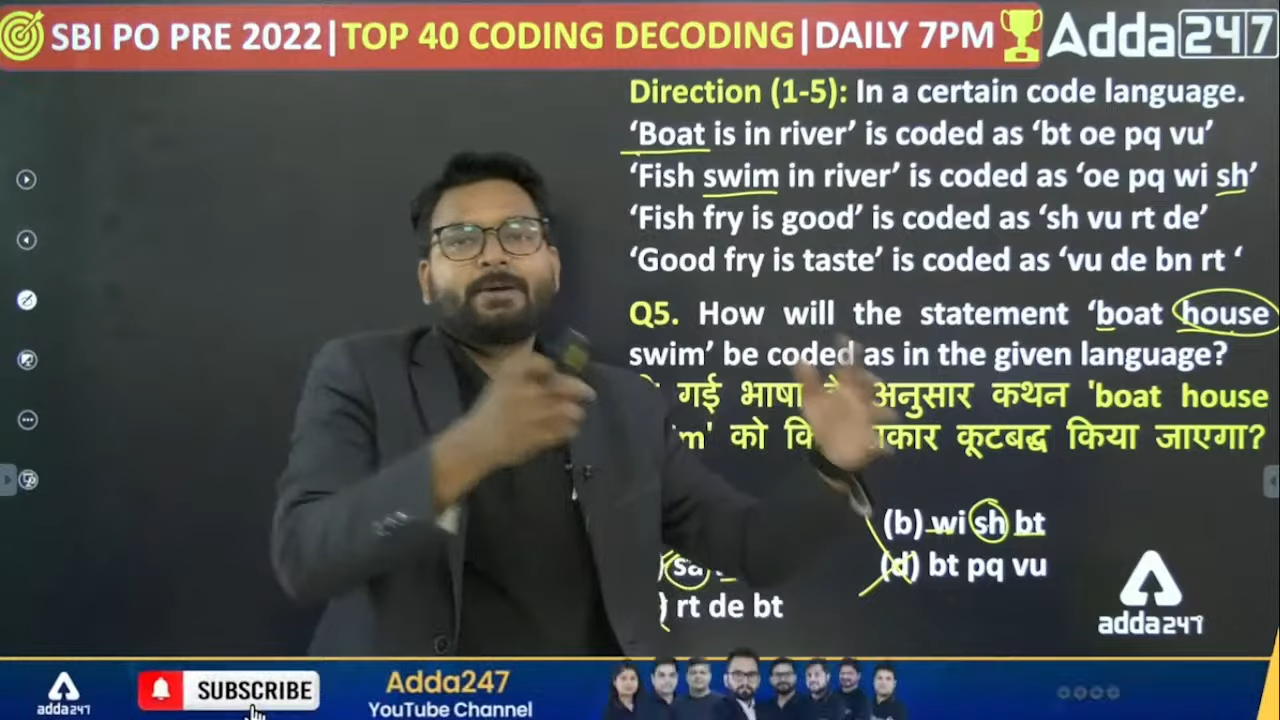 SBI PO PRE 2022|TOP 40 CODING DECODING|DAILY 7PM
Adda247
Direction (1-5): In a certain code language.
‘Boat is in river’ is coded as ‘bt oe pq vu’
‘Fish swim in river’ is coded as ‘oe pq wi sh’
‘Fish fry is good’ is coded as ‘sh vu rt de’
‘Good fry is taste’ is coded as ‘vu de bn rt ‘
Q5. How will the statement ‘boat house
swim’ be coded as in the given language?
गई भाषा अनुसार कथन 'boat house
को कूटबद्ध किया जाएगा?
(b) wi sh bt
sa
(d) bt pq vu
rt de bt
adda247
adda247
SUBSCRIBE
Adda247
YouTube Channel